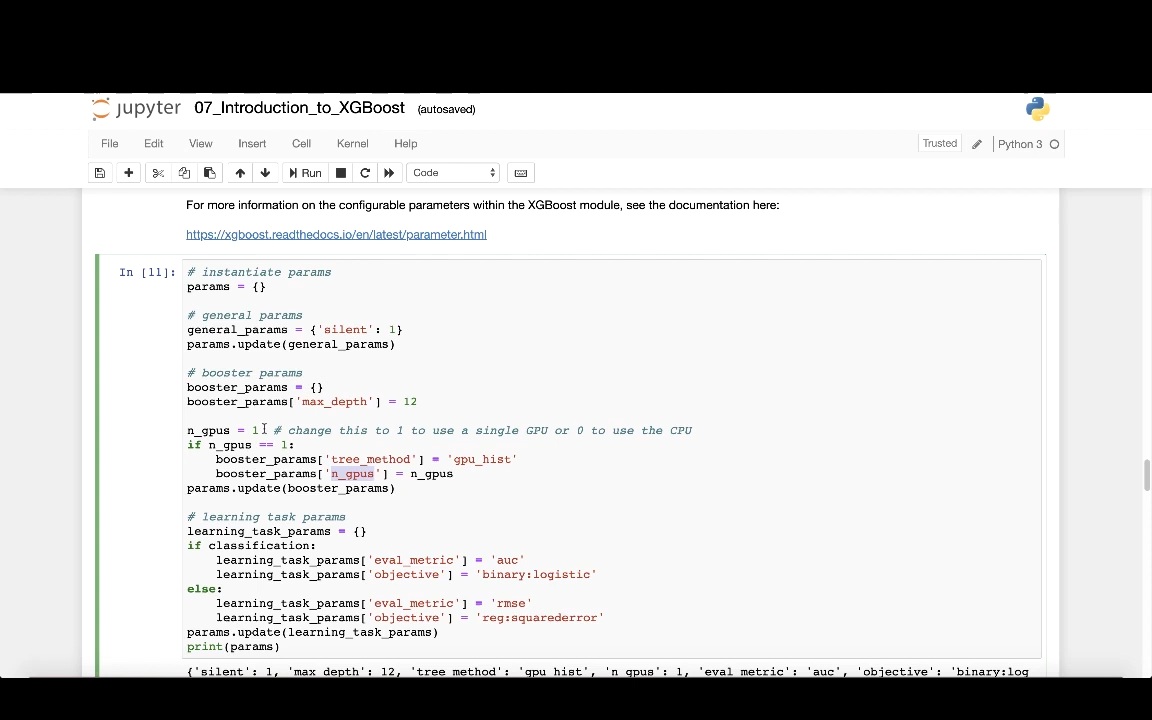 jupyter 07_Introduction_to_XGBoost (autosaved)
File Edit View Insert Cell Kernel Help Trusted Python 3
Run Code
For more information on the configurable parameters within the XGBoost module, see the documentation here:
https://xgboost.readthedocs.io/en/latest/parameter.html
In [11]: # instantiate params
params = {}
# general params
general_params = {'silent': 1}
params.update(general_params)
# booster params
booster_params = {}
booster_params['max_depth'] = 12
n_gpus = 1 # change this to 1 to use a single GPU or 0 to use the CPU
if n_gpus == 1:
    booster_params['tree_method'] = 'gpu_hist'
    booster_params['n_gpus'] = n_gpus
params.update(booster_params)
# learning task params
learning_task_params = {}
if classification:
    learning_task_params['eval_metric'] = 'auc'
    learning_task_params['objective'] = 'binary:logistic'
else:
    learning_task_params['eval_metric'] = 'rmse'
    learning_task_params['objective'] = 'reg:squarederror'
params.update(learning_task_params)
print(params)
{'silent': 1, 'max_depth': 12, 'tree_method': 'gpu_hist', 'n_gpus': 1, 'eval_metric': 'auc', 'objective': 'binary:log